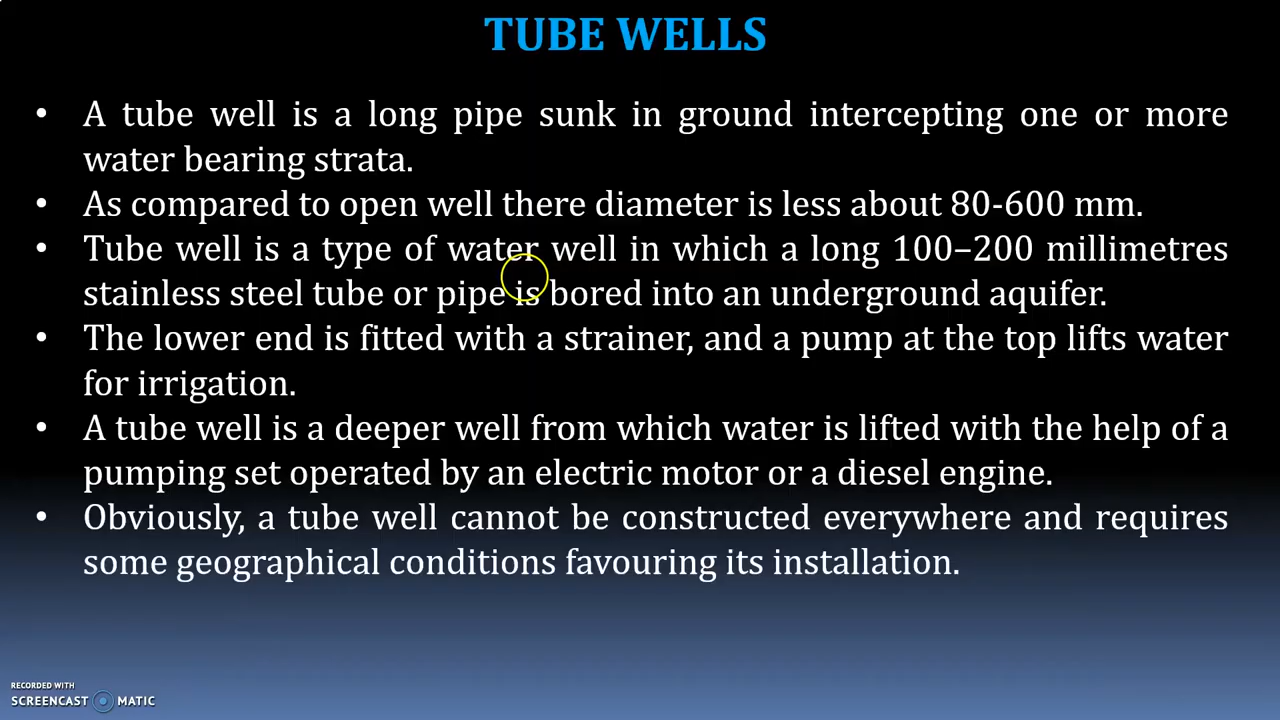 TUBE WELLS
• A tube well is a long pipe sunk in ground intercepting one or more
water bearing strata.
• As compared to open well there diameter is less about 80-600 mm.
• Tube well is a type of water well in which a long 100–200 millimetres
stainless steel tube or pipe is bored into an underground aquifer.
• The lower end is fitted with a strainer, and a pump at the top lifts water
for irrigation.
• A tube well is a deeper well from which water is lifted with the help of a
pumping set operated by an electric motor or a diesel engine.
• Obviously, a tube well cannot be constructed everywhere and requires
some geographical conditions favouring its installation.
RECORDED WITH
SCREENCAST MATIC